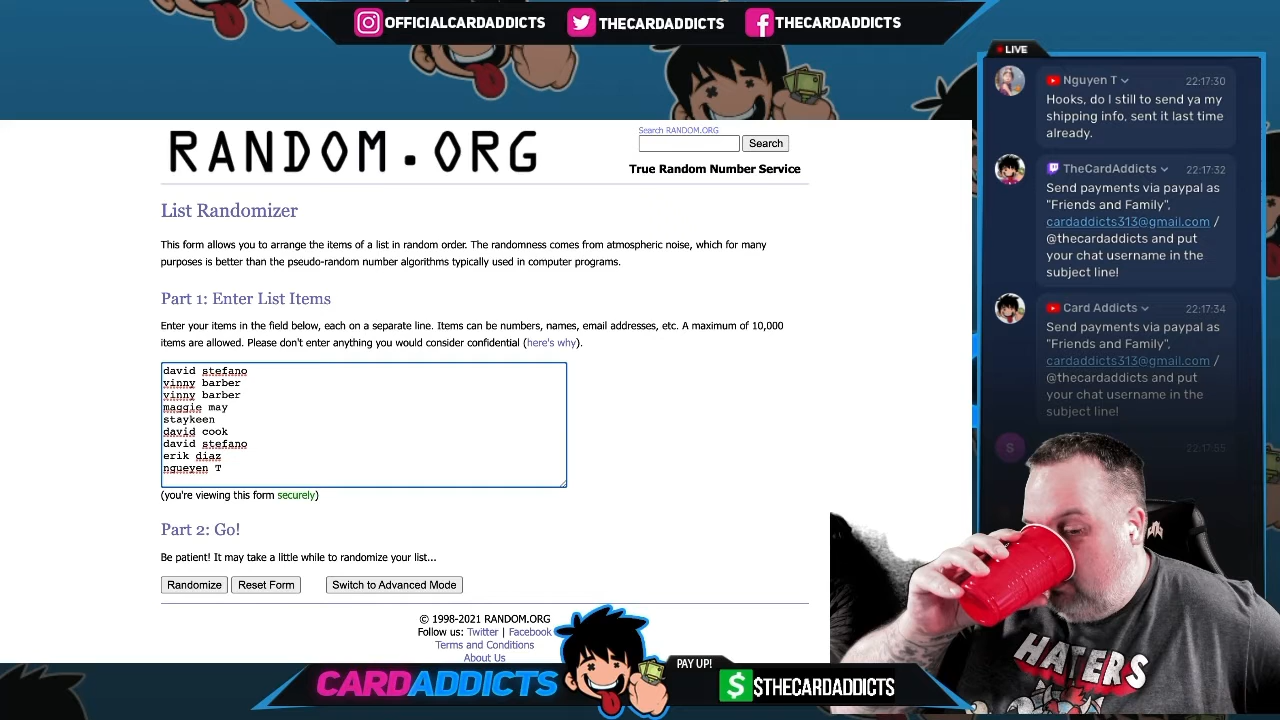 OFFICIALCARDADDICTS
THECARDADDICTS
THECARDADDICTS
RANDOM.ORG
Search RANDOM.ORG
Search
True Random Number Service
List Randomizer
This form allows you to arrange the items of a list in random order. The randomness comes from atmospheric noise, which for many
purposes is better than the pseudo-random number algorithms typically used in computer programs.
Part 1: Enter List Items
Enter your items in the field below, each on a separate line. Items can be numbers, names, email addresses, etc. A maximum of 10,000
items are allowed. Please don't enter anything you would consider confidential (here's why).
david stefano
vinny barber
vinny barber
maggie may
staykeen
david cook
david stefano
erik diaz
ngueyen T
(you're viewing this form securely)
Part 2: Go!
Be patient! It may take a little while to randomize your list...
Randomize
Reset Form
Switch to Advanced Mode
© 1998-2021 RANDOM.ORG
Follow us: Twitter | Facebook
Terms and Conditions
About Us
CARDADDICTS
PAY UP!
$ $THECARDADDICTS
LIVE
Nguyen T 22:17:30
Hooks, do I still to send ya my
shipping info, sent it last time
already.
TheCardAddicts 22:17:32
Send payments via paypal as
"Friends and Family",
cardaddicts313@gmail.com /
@thecardaddicts and put
your chat username in the
subject line!
Card Addicts 22:17:34
Send payments via paypal as
"Friends and Family",
cardaddicts313@gmail.com /
@thecardaddicts and put
your chat username in the
subject line!
S 22:17:55
HATERS